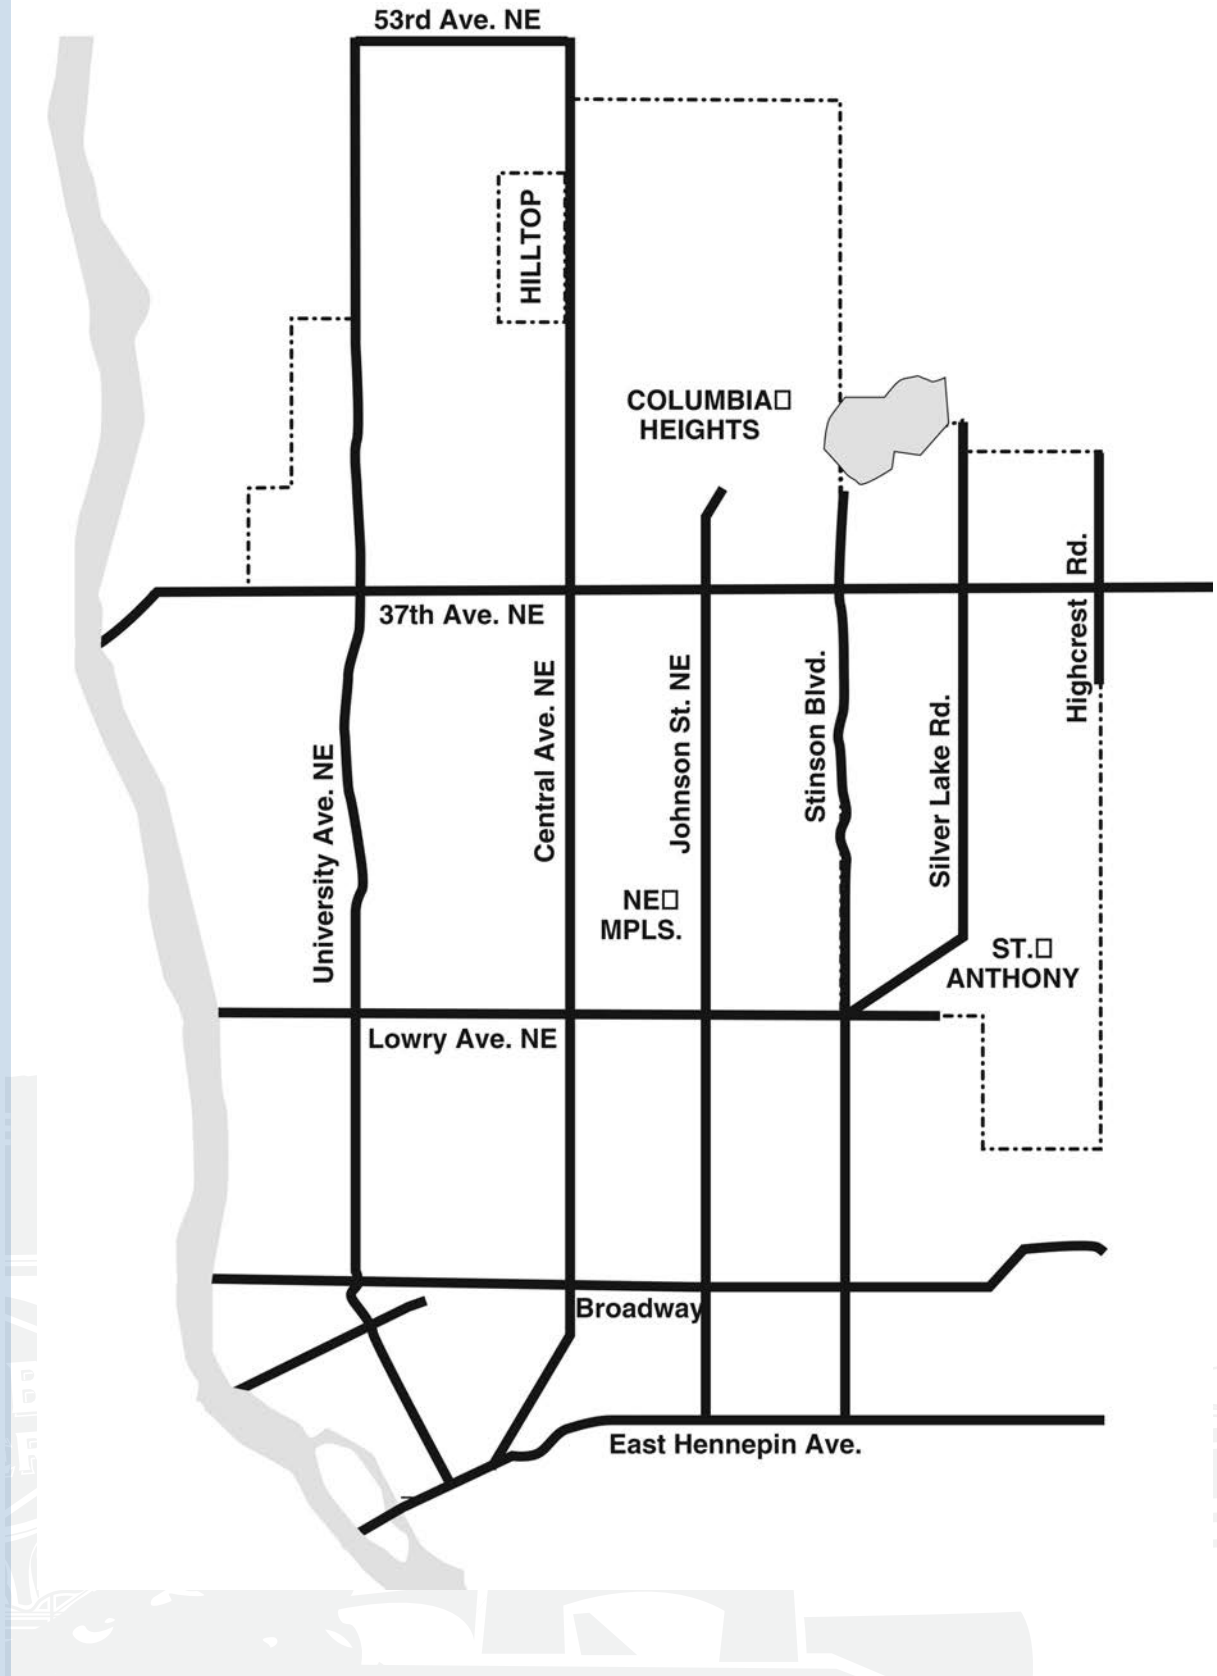 53rd Ave. NE
HILLTOP
COLUMBIA□
HEIGHTS
Highcrest Rd.
37th Ave. NE
University Ave. NE
Central Ave. NE
Johnson St. NE
Stinson Blvd.
Silver Lake Rd.
NE□
MPLS.
ST.□
ANTHONY
Lowry Ave. NE
Broadway
East Hennepin Ave.